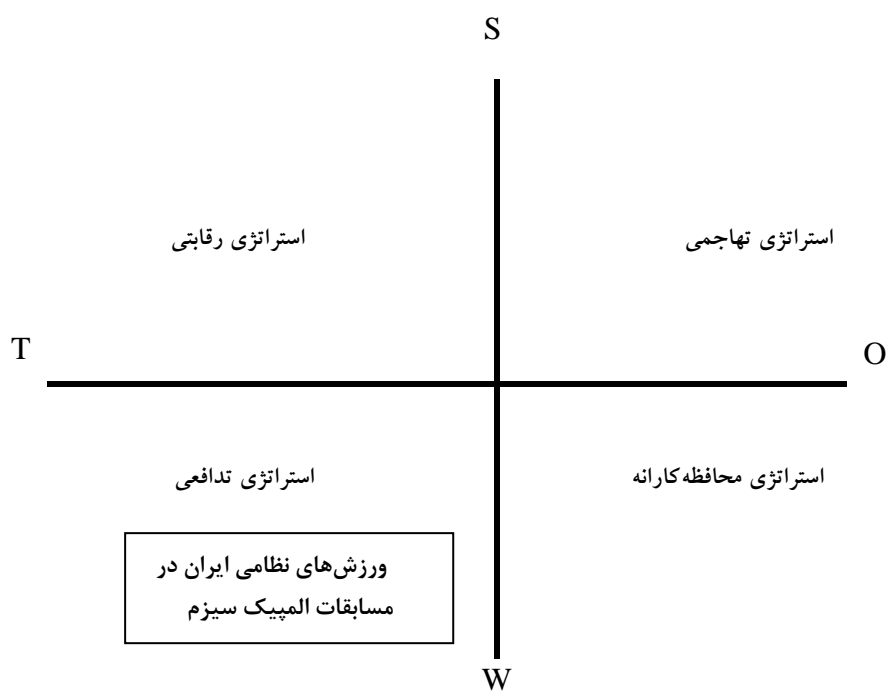 S
استراتژی تهاجمی
استراتژی رقابتی
T
O
استراتژی محافظه‌کارانه
استراتژی تدافعی
ورزش‌های نظامی ایران در
مسابقات المپیک سیزم
W